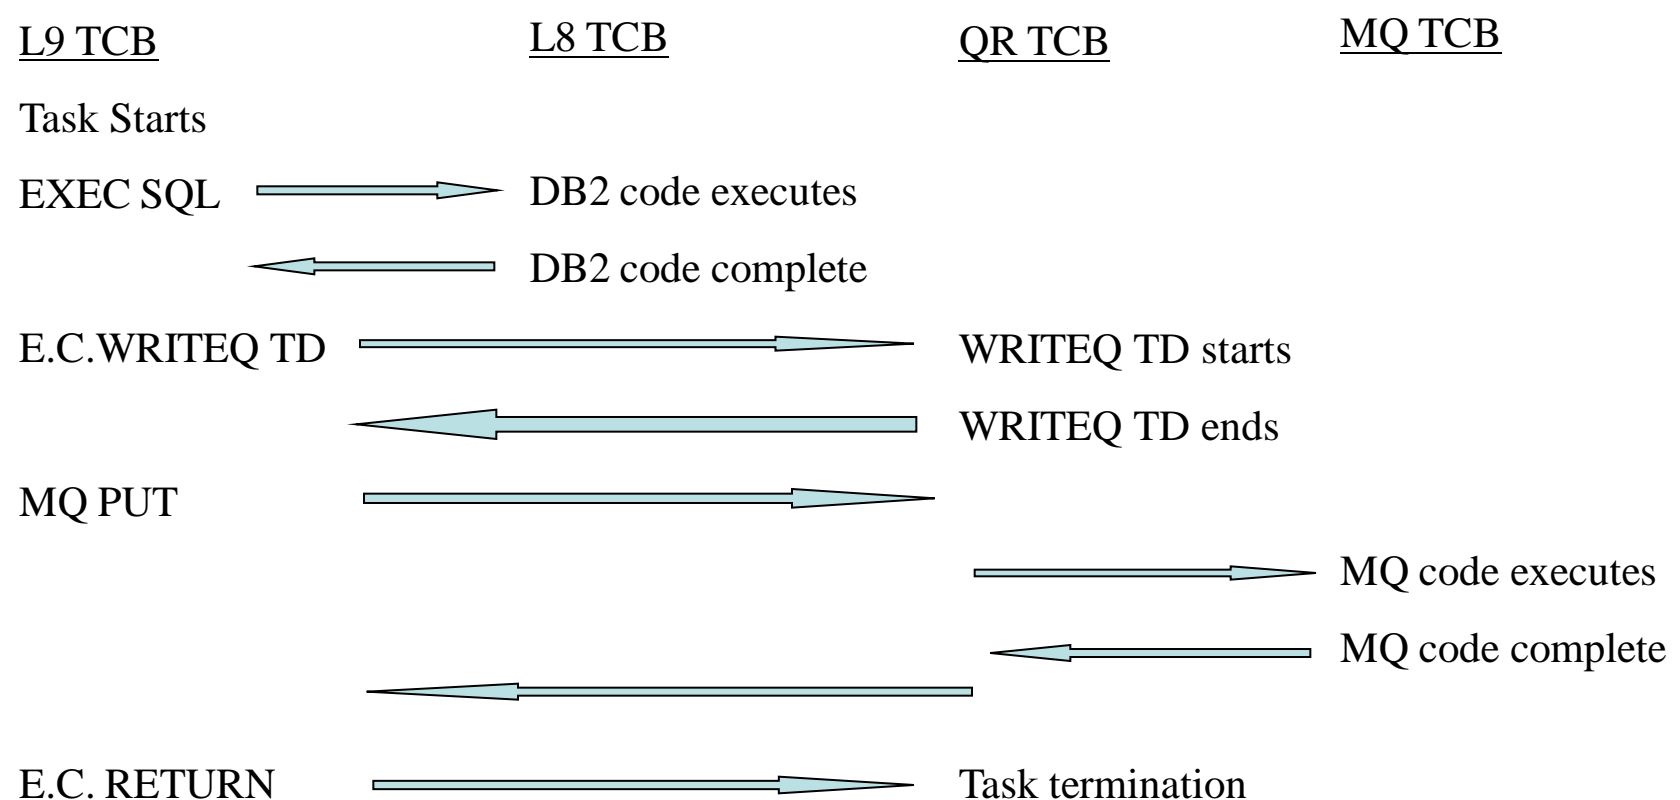 L9 TCB L8 TCB QR TCB MQ TCB
Task Starts
EXEC SQL DB2 code executes
DB2 code complete
E.C.WRITEQ TD WRITEQ TD starts
WRITEQ TD ends
MQ PUT
MQ code executes
MQ code complete
E.C. RETURN Task termination